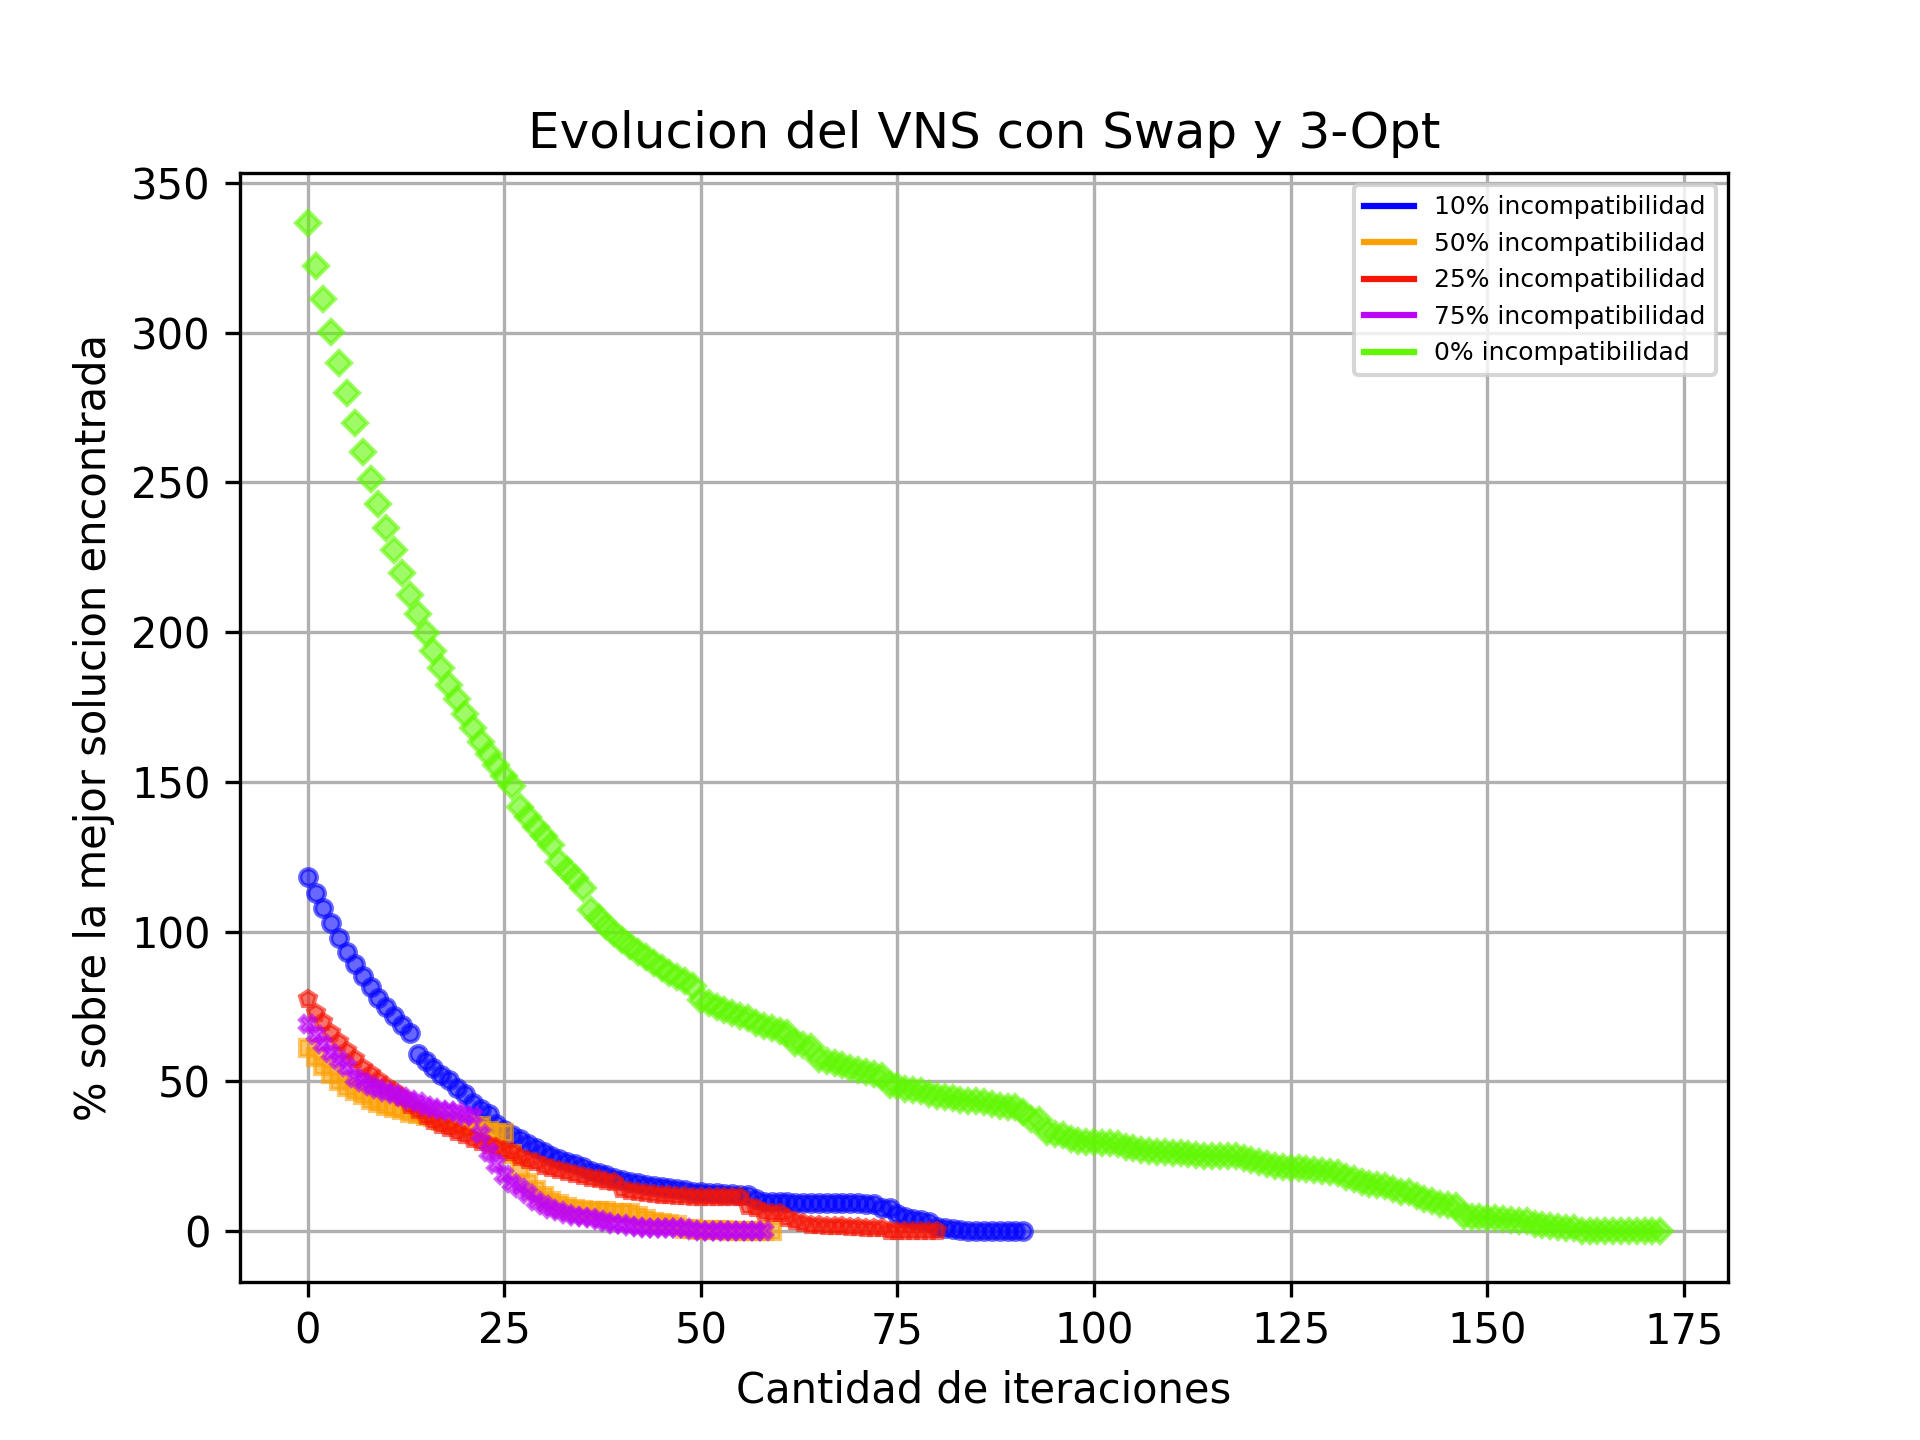 Evolucion del VNS con Swap y 3-Opt
350
300
250
200
150
100
50
0
% sobre la mejor solucion encontrada
10% incompatibilidad
50% incompatibilidad
25% incompatibilidad
75% incompatibilidad
0% incompatibilidad
0 25 50 75 100 125 150 175
Cantidad de iteraciones